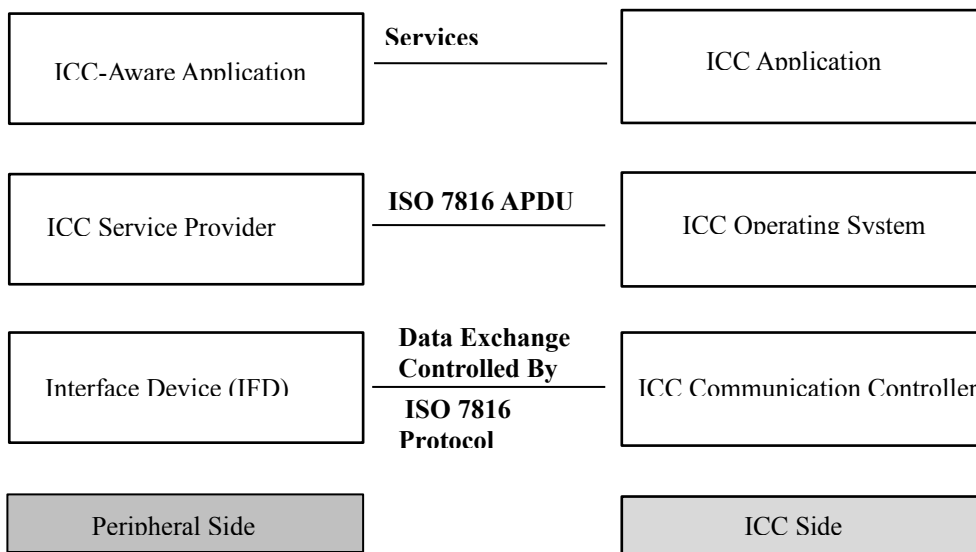 Services
ICC-Aware Application
ICC Application
ISO 7816 APDU
ICC Service Provider
ICC Operating System
Data Exchange
Controlled By
Interface Device (IFD)
ICC Communication Controller
ISO 7816
Protocol
Peripheral Side
ICC Side